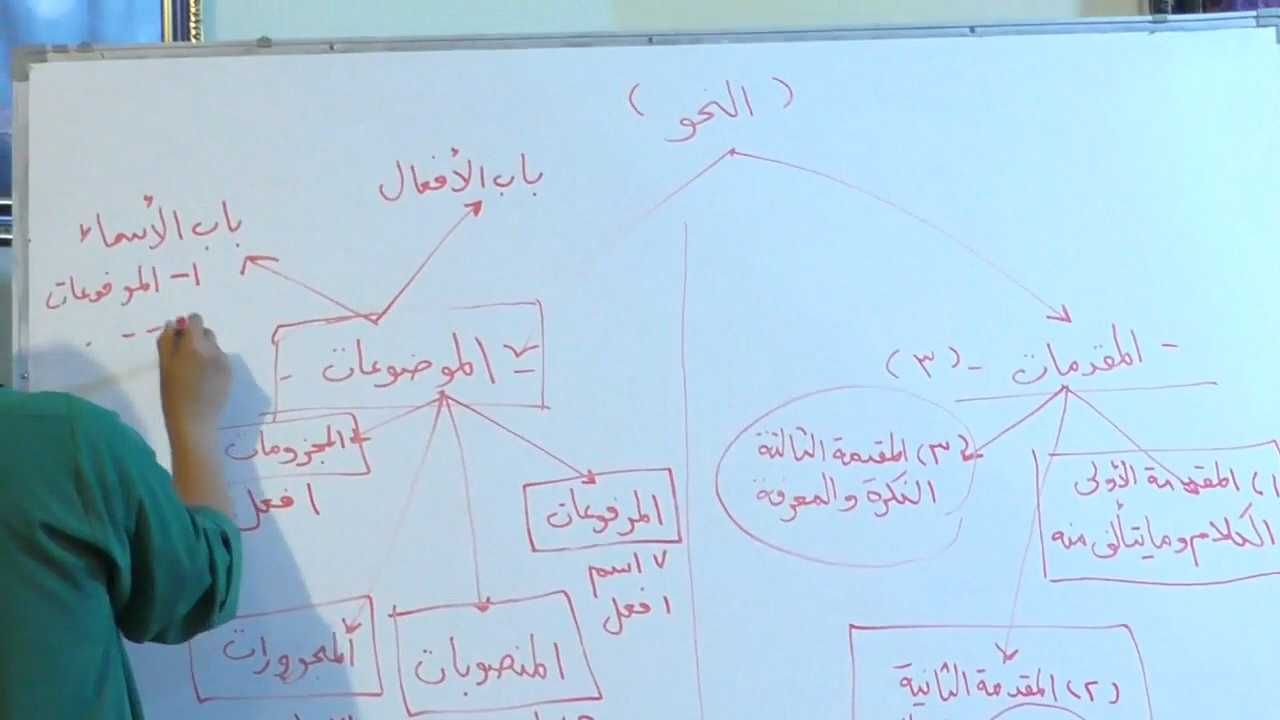 ( النحو )
- المقدمات - (٣)
(١) المقدمة الأولى
الكلام وما يتألف منه
(٢) المقدمة الثانية
(٣) المقدمة الثالثة
النكرة والمعرفة
٢- الموضوعات -
باب الأفعال
باب الأسماء
١- المرفوعات
المرفوعات
٧ اسم
١ فعل
المنصوبات
المجرورات
المجزومات
١ فعل